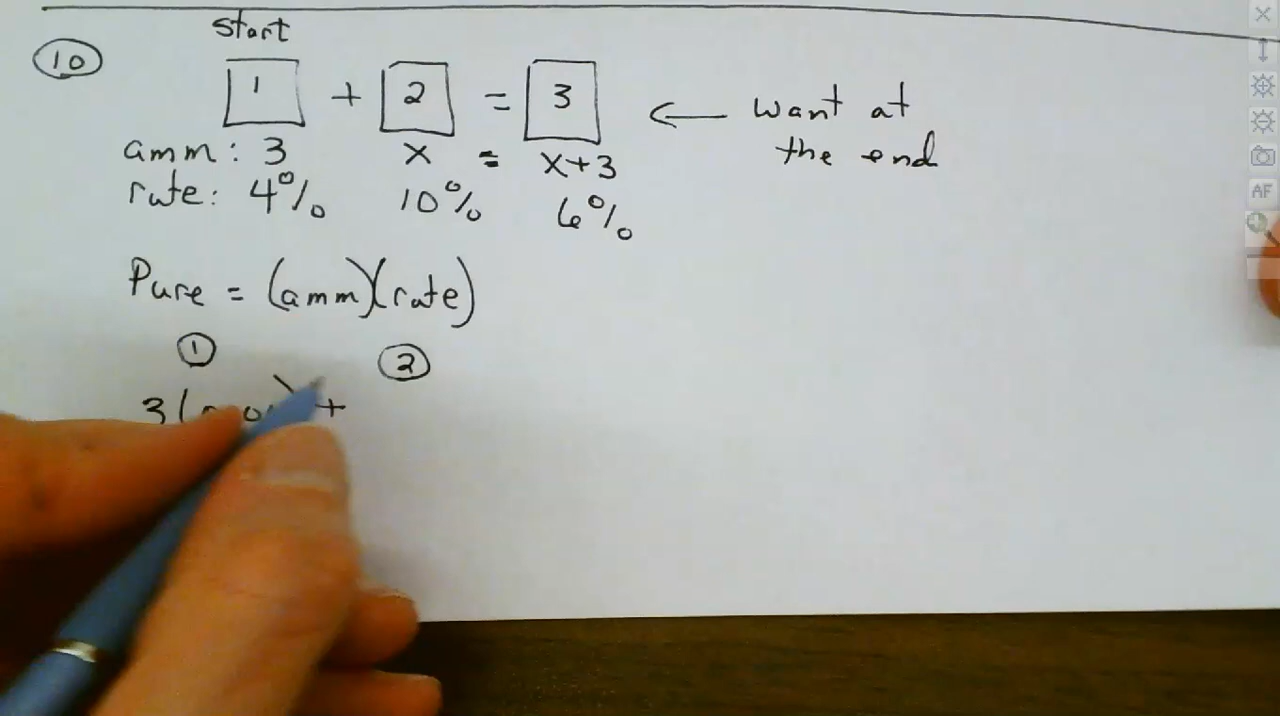 start
10
1 + 2 = 3 ← want at
the end
amm: 3 x = x+3
rate: 4% 10% 6%
Pure = (amm)(rate)
1 2
3( +
AF